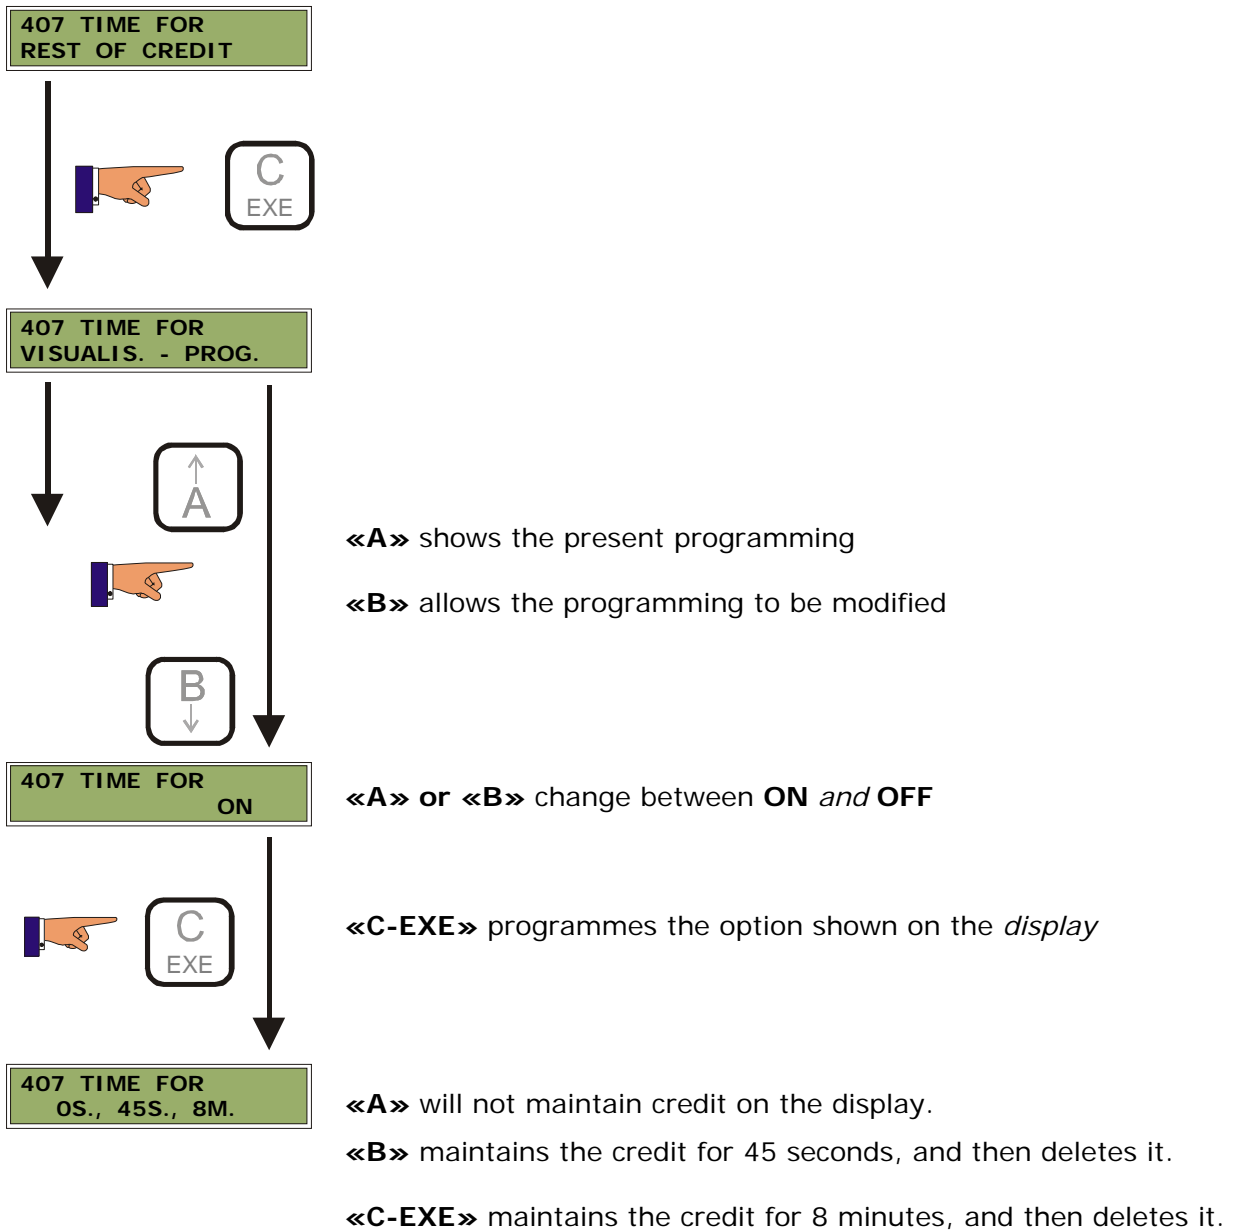 407 TIME FOR
REST OF CREDIT
C
EXE
407 TIME FOR
VISUALIS. - PROG.
A
«A» shows the present programming
«B» allows the programming to be modified
B
407 TIME FOR
ON
«A» or «B» change between ON and OFF
C
EXE
«C-EXE» programmes the option shown on the display
407 TIME FOR
0S., 45S., 8M.
«A» will not maintain credit on the display.
«B» maintains the credit for 45 seconds, and then deletes it.
«C-EXE» maintains the credit for 8 minutes, and then deletes it.